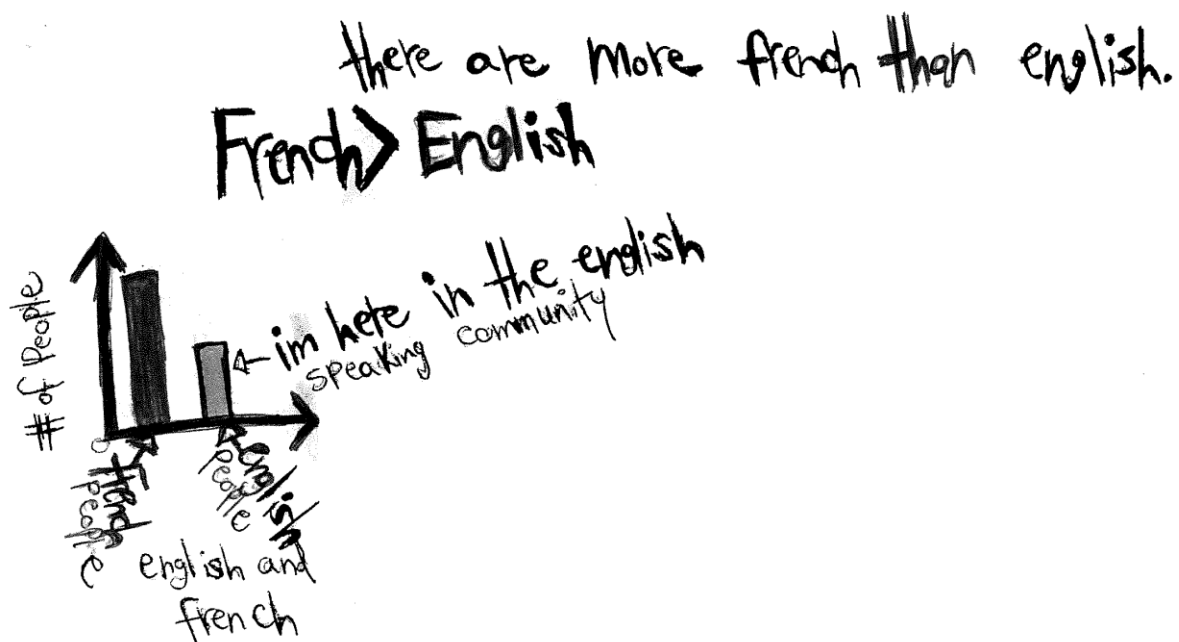 there are more french than english.
French > English
# of People
im here in the english
speaking community
0
french
people
english
people
english and
french